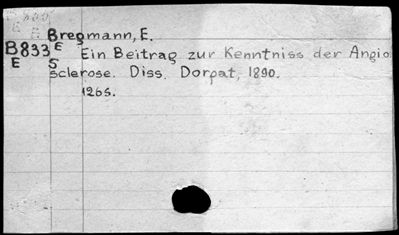 Bregmann, E.
B833 E Ein Beitrag zur Kenntniss der Angio
E S sclerose. Diss. Dorpat, 1890.
1265.